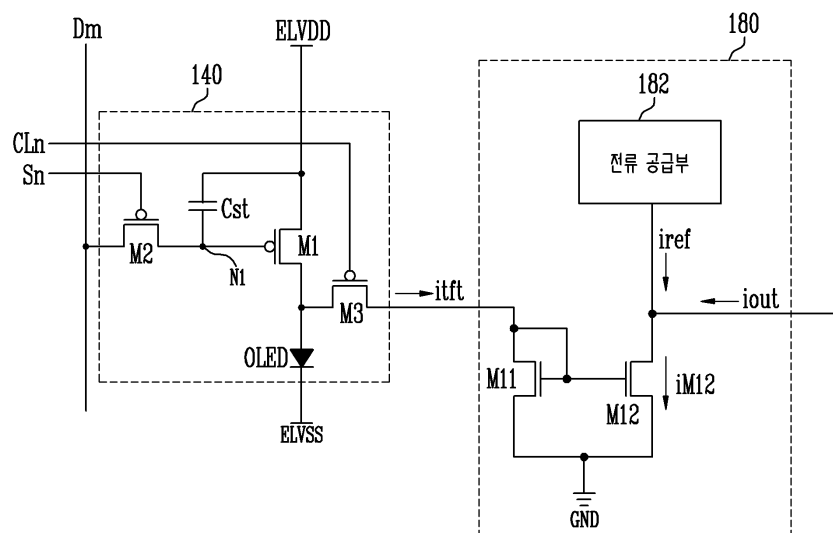 Dm
ELVDD
180
140
182
CLn
전류 공급부
Sn
Cst
M1
M2
N1
iref
itft
iout
M3
OLED
M11
iM12
M12
ELVSS
GND